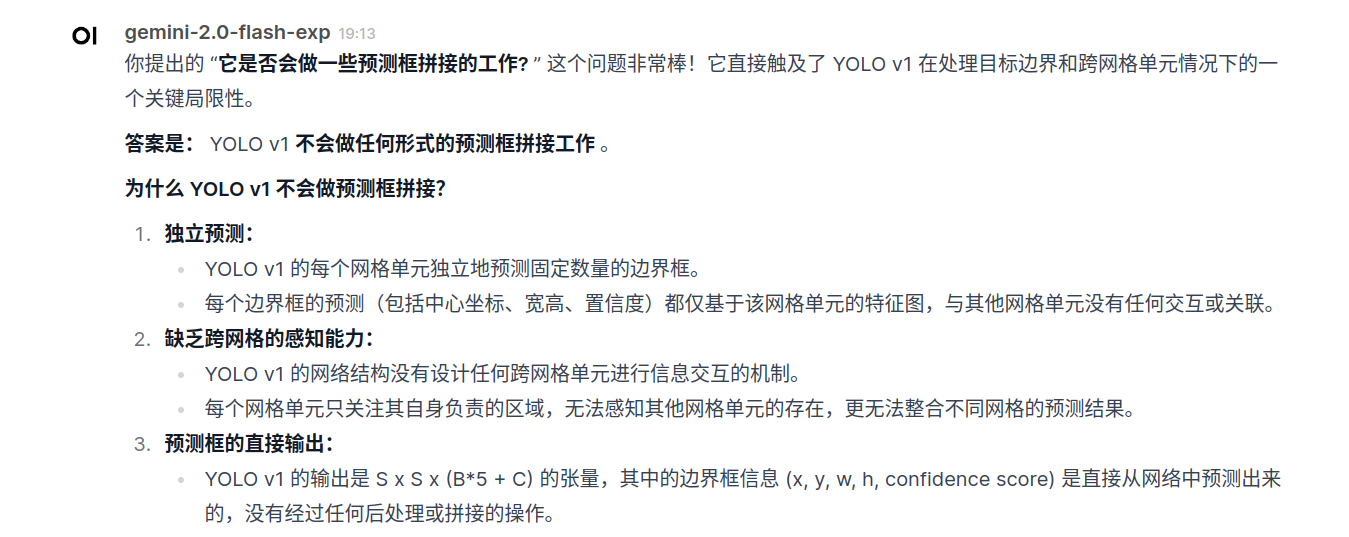 OI gemini-2.0-flash-exp 19:13
你提出的 “它是否会做一些预测框拼接的工作? ” 这个问题非常棒！它直接触及了 YOLO v1 在处理目标边界和跨网格单元情况下的一
个关键局限性。
答案是： YOLO v1 不会做任何形式的预测框拼接工作 。
为什么 YOLO v1 不会做预测框拼接？
1. 独立预测：
YOLO v1 的每个网格单元独立地预测固定数量的边界框。
每个边界框的预测（包括中心坐标、宽高、置信度）都仅基于该网格单元的特征图，与其他网格单元没有任何交互或关联。
2. 缺乏跨网格的感知能力：
YOLO v1 的网络结构没有设计任何跨网格单元进行信息交互的机制。
每个网格单元只关注其自身负责的区域，无法感知其他网格单元的存在，更无法整合不同网格的预测结果。
3. 预测框的直接输出：
YOLO v1 的输出是 S x S x (B*5 + C) 的张量，其中的边界框信息 (x, y, w, h, confidence score) 是直接从网络中预测出来
的，没有经过任何后处理或拼接的操作。